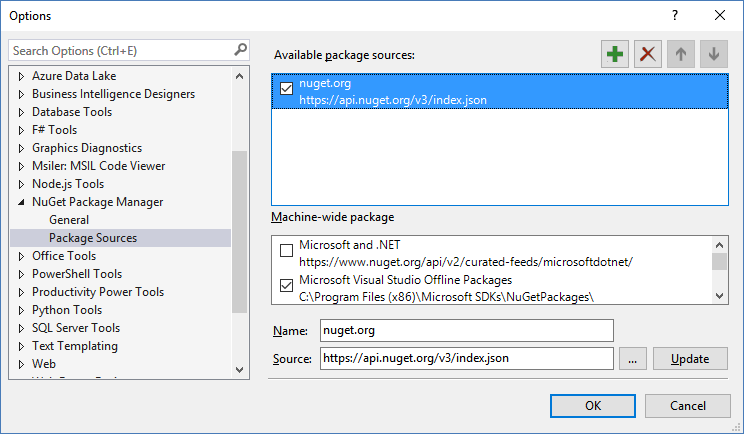 Options
Search Options (Ctrl+E)
Azure Data Lake
Business Intelligence Designers
Database Tools
F# Tools
Graphics Diagnostics
Msiler: MSIL Code Viewer
Node.js Tools
NuGet Package Manager
General
Package Sources
Office Tools
PowerShell Tools
Productivity Power Tools
Python Tools
SQL Server Tools
Text Templating
Web
Available package sources:
nuget.org
https://api.nuget.org/v3/index.json
Machine-wide package
Microsoft and .NET
https://www.nuget.org/api/v2/curated-feeds/microsoftdotnet/
Microsoft Visual Studio Offline Packages
C:\Program Files (x86)\Microsoft SDKs\NuGetPackages\
Name: nuget.org
Source: https://api.nuget.org/v3/index.json ... Update
OK Cancel